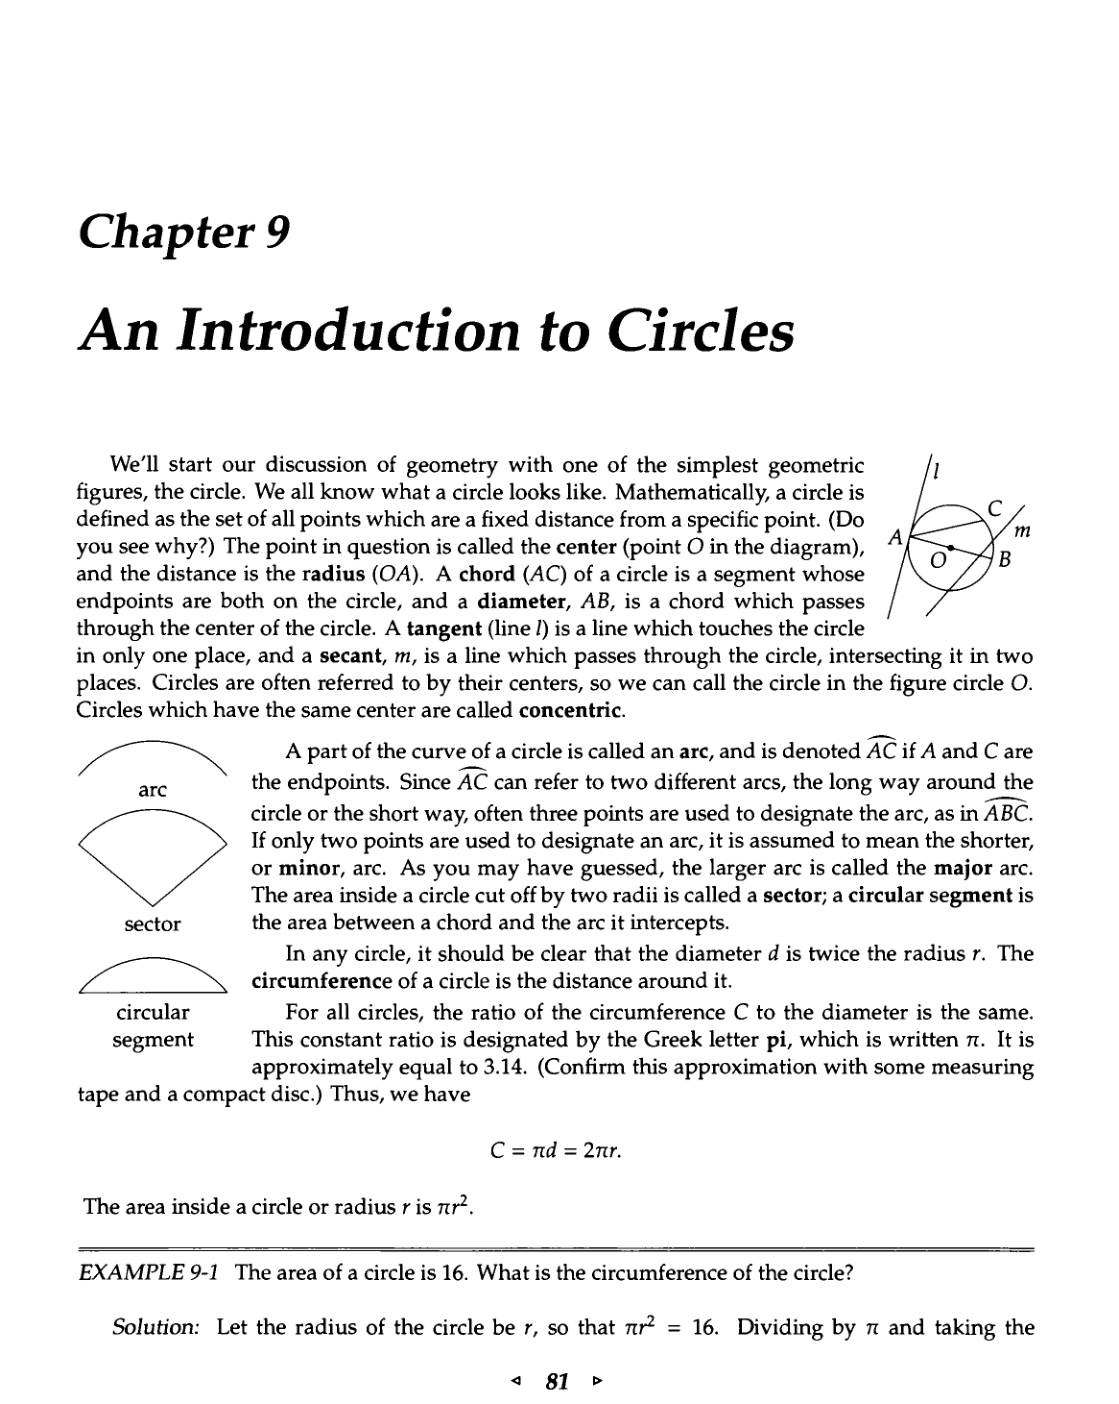 Chapter 9
An Introduction to Circles
We'll start our discussion of geometry with one of the simplest geometric
figures, the circle. We all know what a circle looks like. Mathematically, a circle is
defined as the set of all points which are a fixed distance from a specific point. (Do
you see why?) The point in question is called the center (point O in the diagram),
and the distance is the radius (OA). A chord (AC) of a circle is a segment whose
endpoints are both on the circle, and a diameter, AB, is a chord which passes
through the center of the circle. A tangent (line l) is a line which touches the circle
in only one place, and a secant, m, is a line which passes through the circle, intersecting it in two
places. Circles are often referred to by their centers, so we can call the circle in the figure circle O.
Circles which have the same center are called concentric.
l
C
m
A
O
B
A part of the curve of a circle is called an arc, and is denoted A͡C if A and C are
the endpoints. Since A͡C can refer to two different arcs, the long way around the
circle or the short way, often three points are used to designate the arc, as in A͡B͡C.
If only two points are used to designate an arc, it is assumed to mean the shorter,
or minor, arc. As you may have guessed, the larger arc is called the major arc.
The area inside a circle cut off by two radii is called a sector; a circular segment is
the area between a chord and the arc it intercepts.
arc
sector
circular
segment
In any circle, it should be clear that the diameter d is twice the radius r. The
circumference of a circle is the distance around it.
For all circles, the ratio of the circumference C to the diameter is the same.
This constant ratio is designated by the Greek letter pi, which is written π. It is
approximately equal to 3.14. (Confirm this approximation with some measuring
tape and a compact disc.) Thus, we have
C = πd = 2πr.
The area inside a circle or radius r is πr².
EXAMPLE 9-1 The area of a circle is 16. What is the circumference of the circle?
Solution: Let the radius of the circle be r, so that πr² = 16. Dividing by π and taking the
◃ 81 ▹